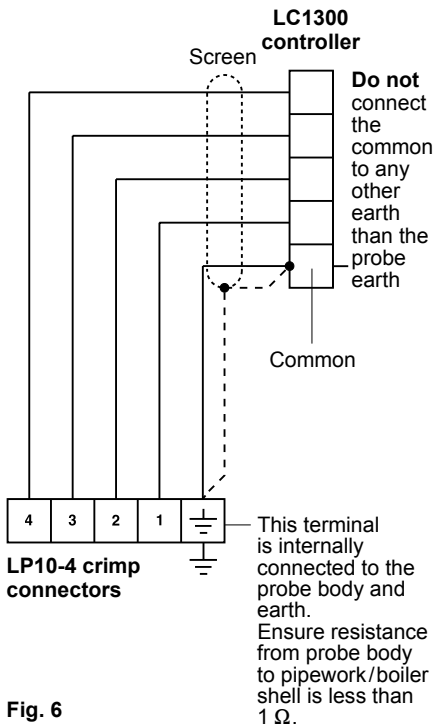 LC1300
controller
Screen
Do not
connect
the
common
to any
other
earth
than the
probe
earth
Common
4 3 2 1
LP10-4 crimp
connectors
This terminal
is internally
connected to the
probe body and
earth.
Ensure resistance
from probe body
to pipework/boiler
shell is less than
1 Ω.
Fig. 6